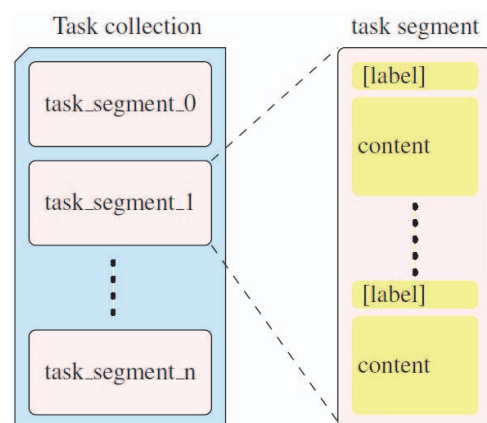 Task collection
task_segment_0
task_segment_1
task_segment_n
task segment
[label]
content
[label]
content